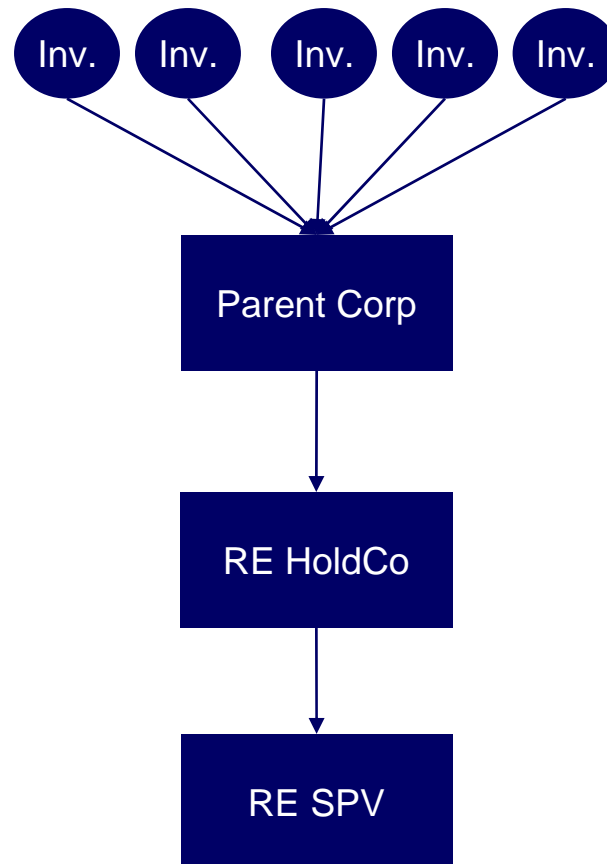 Inv. Inv. Inv. Inv. Inv.
Parent Corp
RE HoldCo
RE SPV